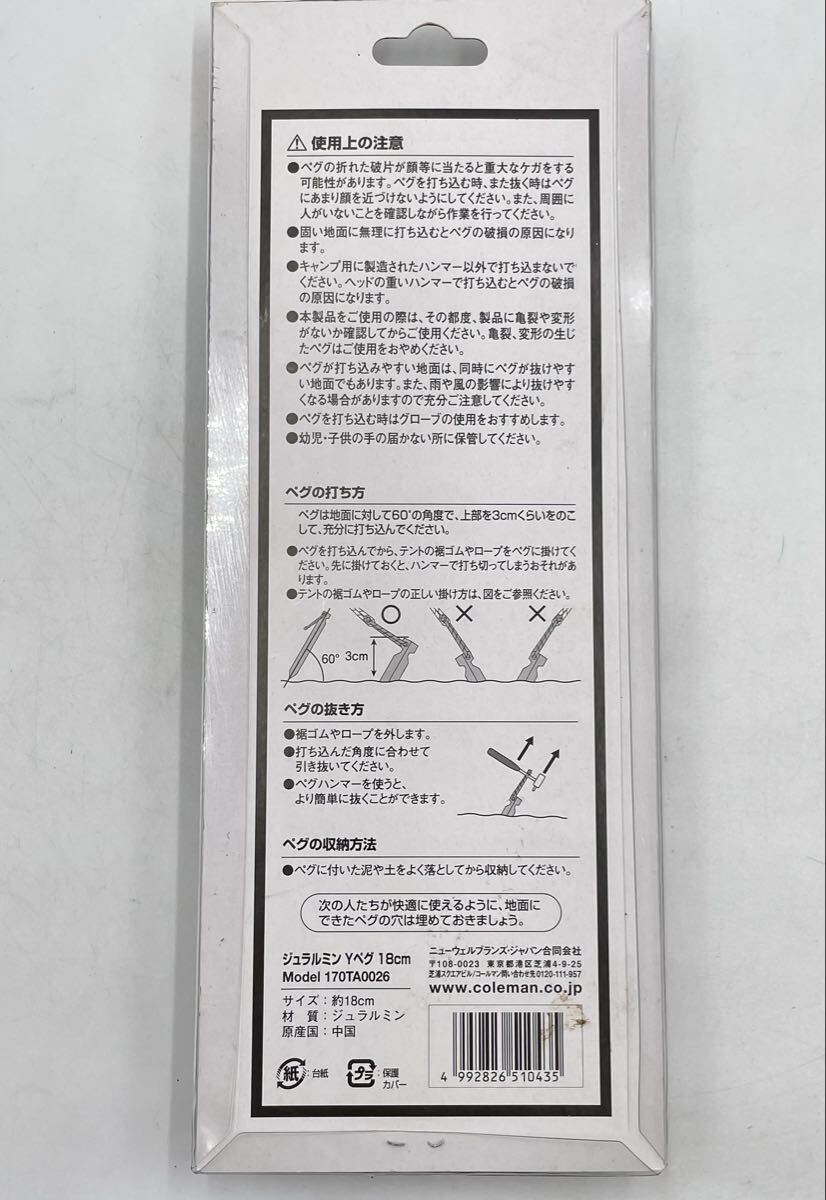 ⚠ 使用上の注意
●ペグの折れた破片が顔等に当たると重大なケガをする
可能性があります。ペグを打ち込む時、また抜く時はペグ
にあまり顔を近づけないようにしてください。また、周囲に
人がいないことを確認しながら作業を行ってください。
●固い地面に無理に打ち込むとペグの破損の原因になり
ます。
●キャンプ用に製造されたハンマー以外で打ち込まないで
ください。ヘッドの重いハンマーで打ち込むとペグの破損
の原因になります。
●本製品をご使用の際は、その都度、製品に亀裂や変形
がないか確認してからご使用ください。亀裂、変形の生じ
たペグはご使用をおやめください。
●ペグが打ち込みやすい地面は、同時にペグが抜けやす
い地面でもあります。また、雨や風の影響により抜けやす
くなる場合がありますので充分ご注意してください。
●ペグを打ち込む時はグローブの使用をおすすめします。
●幼児・子供の手の届かない所に保管してください。
ペグの打ち方
ペグは地面に対して60°の角度で、上部を3cmくらいをのこ
して、充分に打ち込んでください。
●ペグを打ち込んでから、テントの裾ゴムやロープをペグに掛けてく
ださい。先に掛けておくと、ハンマーで打ち切ってしまうおそれがあ
ります。
●テントの裾ゴムやロープの正しい掛け方は、図をご参照ください。
○ × ×
60° 3cm
ペグの抜き方
●裾ゴムやロープを外します。
●打ち込んだ角度に合わせて
引き抜いてください。
●ペグハンマーを使うと、
より簡単に抜くことができます。
ペグの収納方法
●ペグに付いた泥や土をよく落としてから収納してください。
次の人たちが快適に使えるように、地面に
できたペグの穴は埋めておきましょう。
ジュラルミン Yペグ 18cm
Model 170TA0026
サイズ:約18cm
材 質:ジュラルミン
原産国:中国
紙:台紙
プラ:保護
カバー
ニューウェルブランズ・ジャパン合同会社
〒108-0023 東京都港区芝浦4-9-25
芝浦スクエアビル/コールマン問い合わせ先0120-111-957
www.coleman.co.jp
4 992826 510435